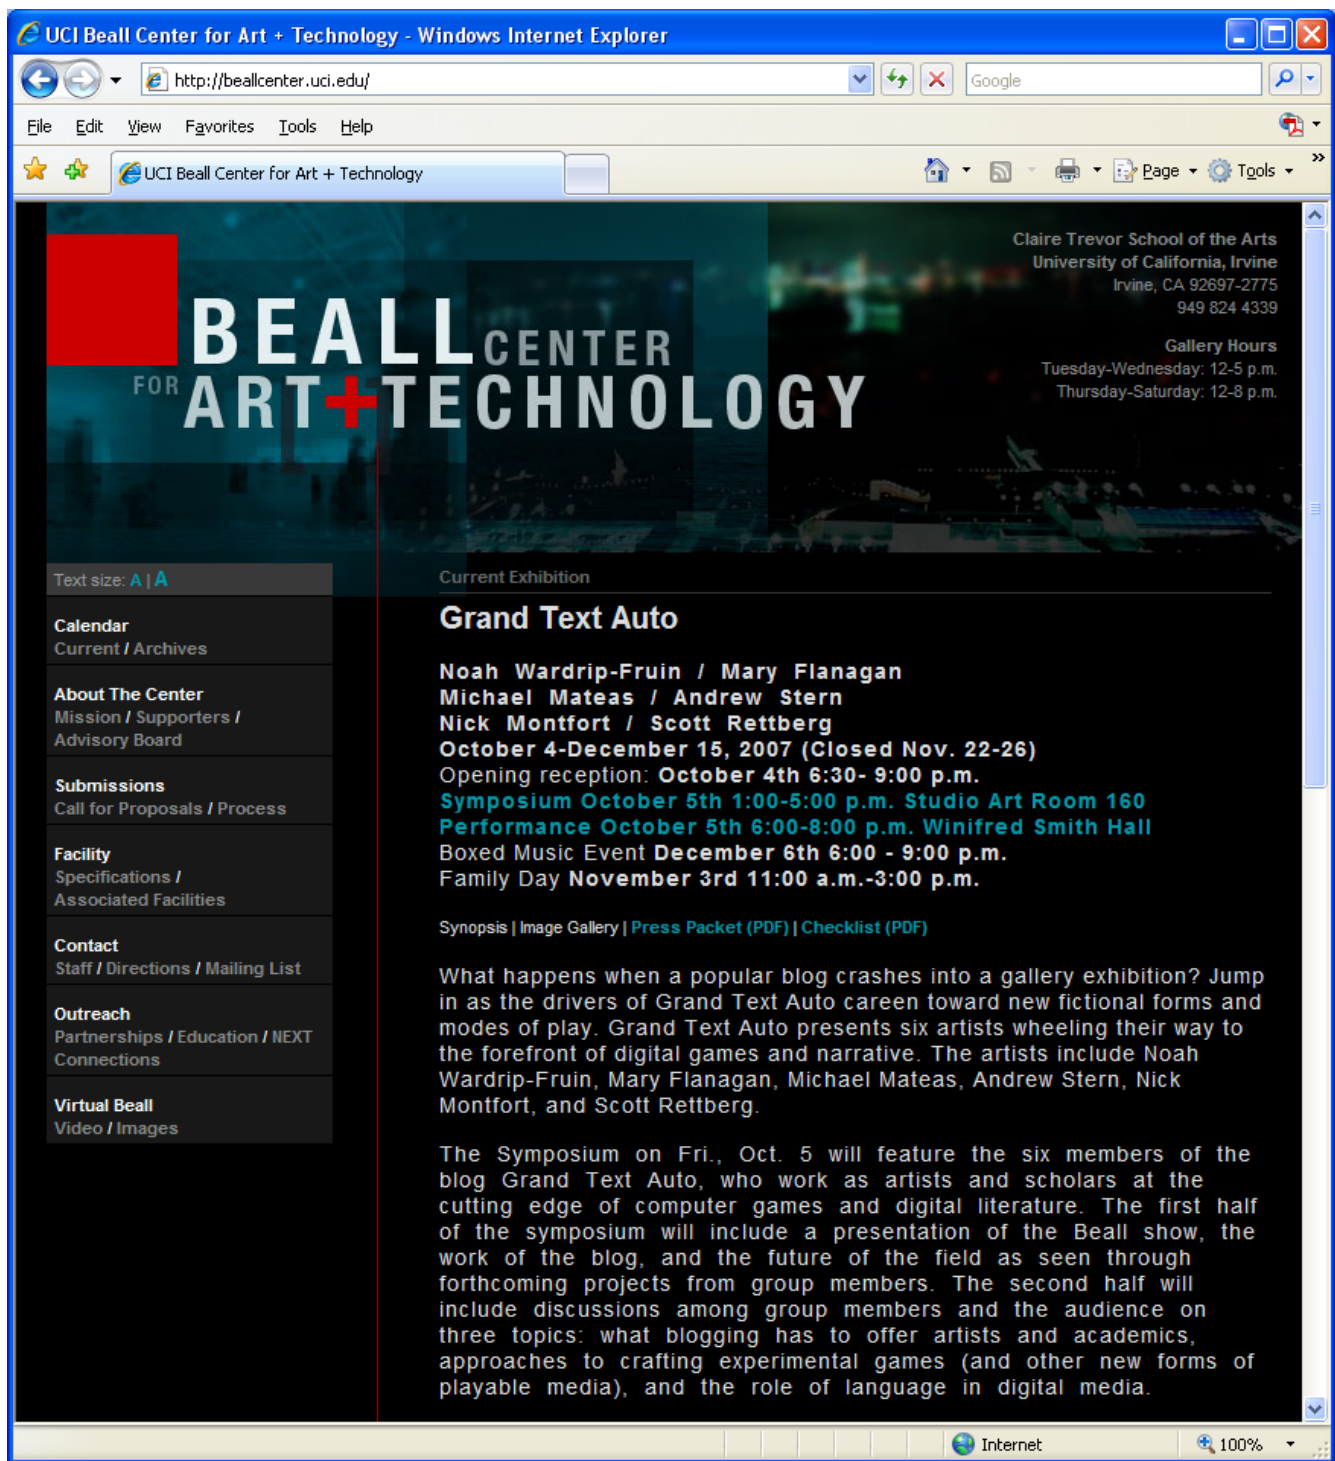 UCI Beall Center for Art + Technology - Windows Internet Explorer
http://beallcenter.uci.edu/
Google
File Edit View Favorites Tools Help
UCI Beall Center for Art + Technology
Page Tools
Claire Trevor School of the Arts
University of California, Irvine
Irvine, CA 92697-2775
949 824 4339
Gallery Hours
Tuesday-Wednesday: 12-5 p.m.
Thursday-Saturday: 12-8 p.m.
BEALL CENTER
FOR ART+TECHNOLOGY
Text size: A | A
Calendar
Current / Archives
About The Center
Mission / Supporters /
Advisory Board
Submissions
Call for Proposals / Process
Facility
Specifications /
Associated Facilities
Contact
Staff / Directions / Mailing List
Outreach
Partnerships / Education / NEXT
Connections
Virtual Beall
Video / Images
Current Exhibition
Grand Text Auto
Noah Wardrip-Fruin / Mary Flanagan
Michael Mateas / Andrew Stern
Nick Montfort / Scott Rettberg
October 4-December 15, 2007 (Closed Nov. 22-26)
Opening reception: October 4th 6:30- 9:00 p.m.
Symposium October 5th 1:00-5:00 p.m. Studio Art Room 160
Performance October 5th 6:00-8:00 p.m. Winifred Smith Hall
Boxed Music Event December 6th 6:00 - 9:00 p.m.
Family Day November 3rd 11:00 a.m.-3:00 p.m.
Synopsis | Image Gallery | Press Packet (PDF) | Checklist (PDF)
What happens when a popular blog crashes into a gallery exhibition? Jump
in as the drivers of Grand Text Auto careen toward new fictional forms and
modes of play. Grand Text Auto presents six artists wheeling their way to
the forefront of digital games and narrative. The artists include Noah
Wardrip-Fruin, Mary Flanagan, Michael Mateas, Andrew Stern, Nick
Montfort, and Scott Rettberg.
The Symposium on Fri., Oct. 5 will feature the six members of the
blog Grand Text Auto, who work as artists and scholars at the
cutting edge of computer games and digital literature. The first half
of the symposium will include a presentation of the Beall show, the
work of the blog, and the future of the field as seen through
forthcoming projects from group members. The second half will
include discussions among group members and the audience on
three topics: what blogging has to offer artists and academics,
approaches to crafting experimental games (and other new forms of
playable media), and the role of language in digital media.
Internet
100%